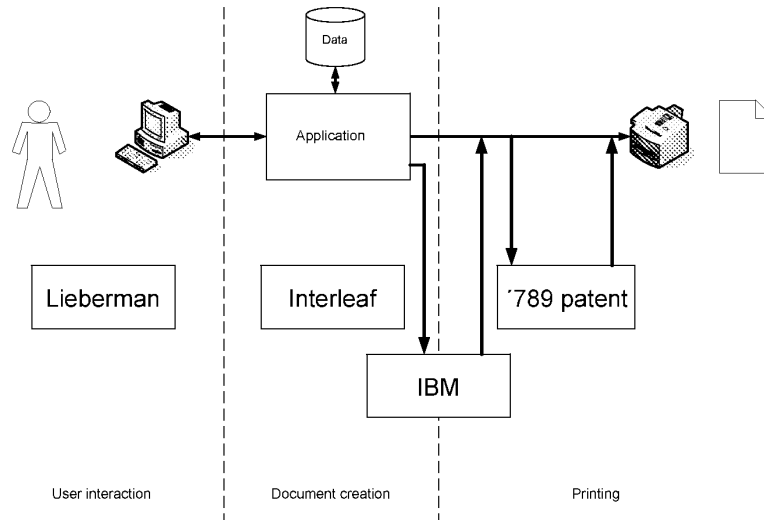 Data
Application
Lieberman
Interleaf
´789 patent
IBM
User interaction
Document creation
Printing